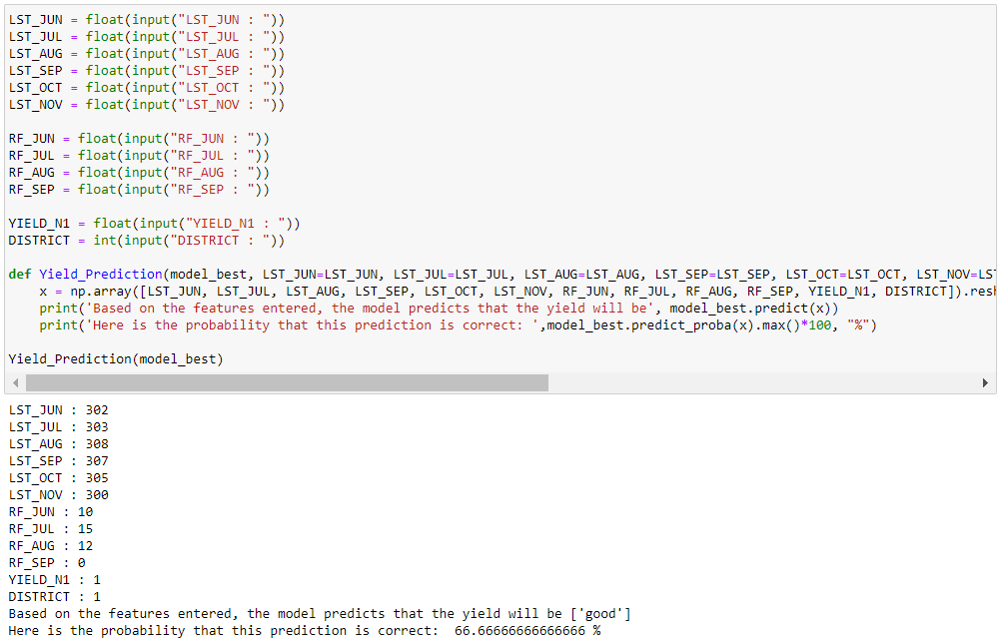 LST_JUN = float(input("LST_JUN : "))
LST_JUL = float(input("LST_JUL : "))
LST_AUG = float(input("LST_AUG : "))
LST_SEP = float(input("LST_SEP : "))
LST_OCT = float(input("LST_OCT : "))
LST_NOV = float(input("LST_NOV : "))
RF_JUN = float(input("RF_JUN : "))
RF_JUL = float(input("RF_JUL : "))
RF_AUG = float(input("RF_AUG : "))
RF_SEP = float(input("RF_SEP : "))
YIELD_N1 = float(input("YIELD_N1 : "))
DISTRICT = int(input("DISTRICT : "))
def Yield_Prediction(model_best, LST_JUN=LST_JUN, LST_JUL=LST_JUL, LST_AUG=LST_AUG, LST_SEP=LST_SEP, LST_OCT=LST_OCT, LST_NOV=LST
    x = np.array([LST_JUN, LST_JUL, LST_AUG, LST_SEP, LST_OCT, LST_NOV, RF_JUN, RF_JUL, RF_AUG, RF_SEP, YIELD_N1, DISTRICT]).resh
    print('Based on the features entered, the model predicts that the yield will be', model_best.predict(x))
    print('Here is the probability that this prediction is correct: ',model_best.predict_proba(x).max()*100, "%")
Yield_Prediction(model_best)
LST_JUN : 302
LST_JUL : 303
LST_AUG : 308
LST_SEP : 307
LST_OCT : 305
LST_NOV : 300
RF_JUN : 10
RF_JUL : 15
RF_AUG : 12
RF_SEP : 0
YIELD_N1 : 1
DISTRICT : 1
Based on the features entered, the model predicts that the yield will be ['good']
Here is the probability that this prediction is correct:  66.66666666666666 %